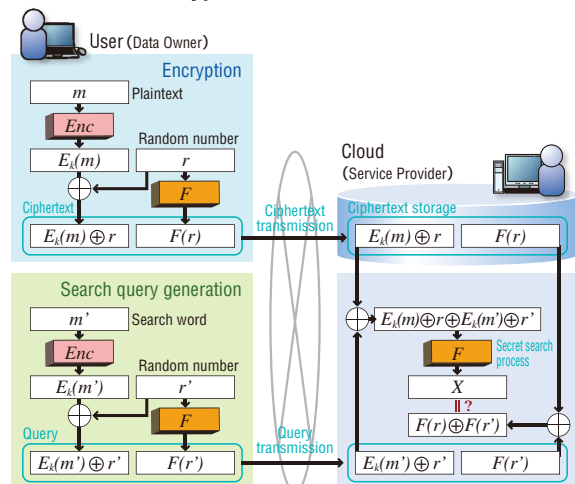 User (Data Owner)
Encryption
m
Plaintext
Enc
Random number
Eₖ(m)
r
F
Ciphertext
Eₖ(m) ⊕ r
F(r)
Ciphertext
transmission
Cloud
(Service Provider)
Ciphertext storage
Eₖ(m) ⊕ r
F(r)
Search query generation
m'
Search word
Enc
Random number
Eₖ(m')
r'
F
Query
Eₖ(m') ⊕ r'
F(r')
Query
transmission
Eₖ(m)⊕r⊕Eₖ(m')⊕r'
F
Secret search
process
X
=?
F(r)⊕F(r')
Eₖ(m') ⊕ r'
F(r')